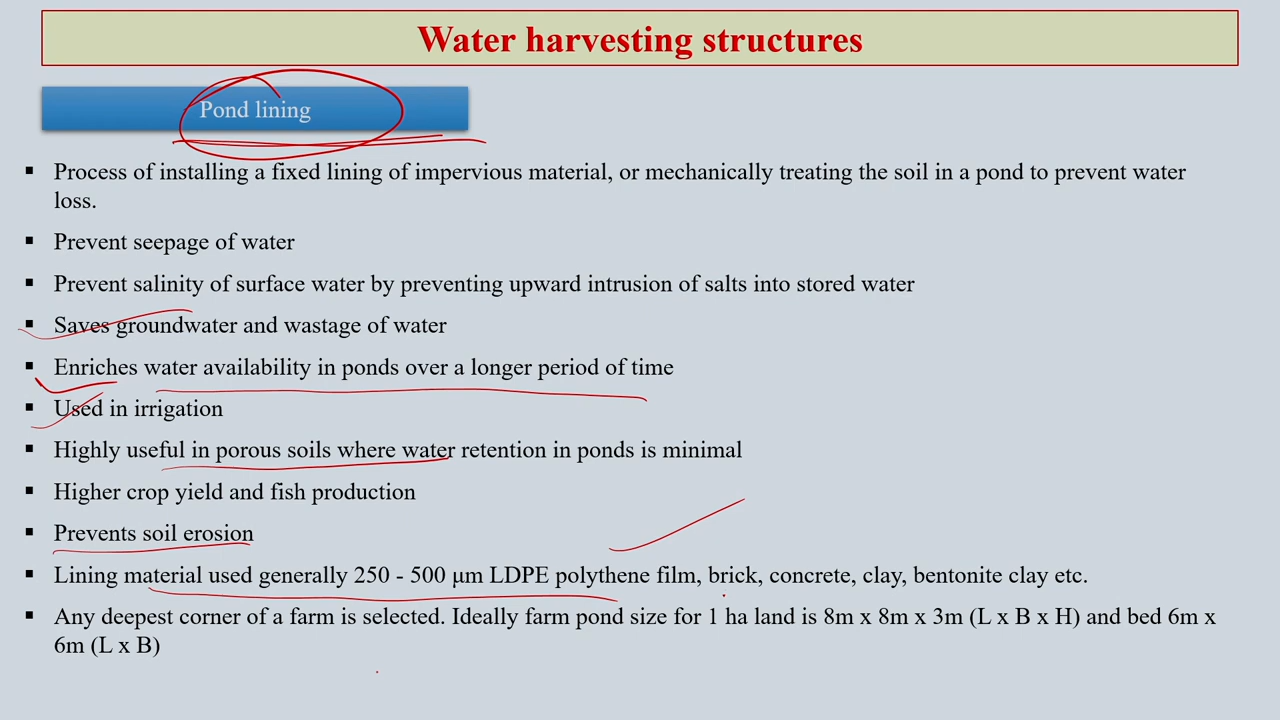 Water harvesting structures
Pond lining
▪ Process of installing a fixed lining of impervious material, or mechanically treating the soil in a pond to prevent water
loss.
▪ Prevent seepage of water
▪ Prevent salinity of surface water by preventing upward intrusion of salts into stored water
▪ Saves groundwater and wastage of water
▪ Enriches water availability in ponds over a longer period of time
▪ Used in irrigation
▪ Highly useful in porous soils where water retention in ponds is minimal
▪ Higher crop yield and fish production
▪ Prevents soil erosion
▪ Lining material used generally 250 - 500 μm LDPE polythene film, brick, concrete, clay, bentonite clay etc.
▪ Any deepest corner of a farm is selected. Ideally farm pond size for 1 ha land is 8m x 8m x 3m (L x B x H) and bed 6m x
6m (L x B)